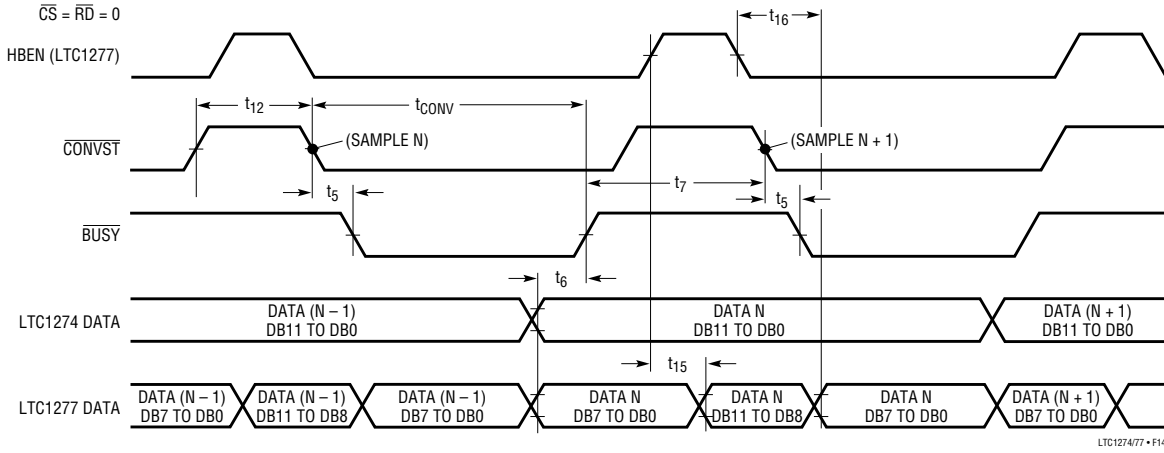 CS = RD = 0
t16
HBEN (LTC1277)
t12
tCONV
CONVST
(SAMPLE N)
(SAMPLE N + 1)
t5
t7
t5
BUSY
t6
LTC1274 DATA
DATA (N – 1)
DB11 TO DB0
DATA N
DB11 TO DB0
DATA (N + 1)
DB11 TO DB0
t15
LTC1277 DATA
DATA (N – 1)
DB7 TO DB0
DATA (N – 1)
DB11 TO DB8
DATA (N – 1)
DB7 TO DB0
DATA N
DB7 TO DB0
DATA N
DB11 TO DB8
DATA N
DB7 TO DB0
DATA (N + 1)
DB7 TO DB0
LTC1274/77 • F14